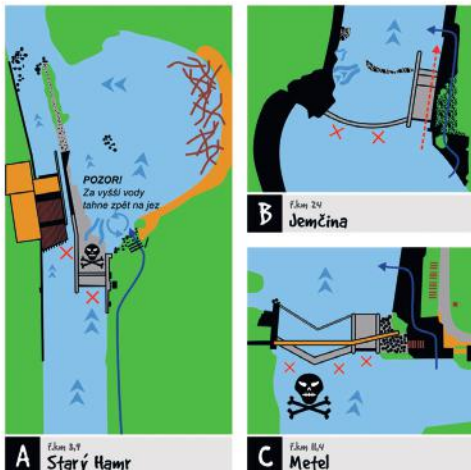 POZOR!
Za vyšší vody
tahne zpět na jez
A
ř.km 3,9
Starý Hamr
B
ř.km 24
Jemčina
C
ř.km 11,4
Metel